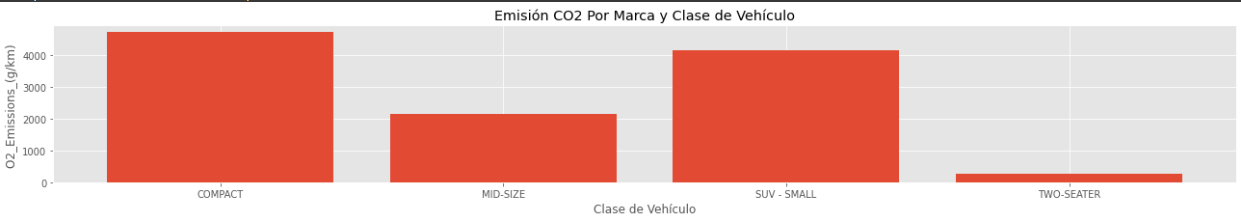 Emisión CO2 Por Marca y Clase de Vehículo
O2_Emissions_(g/km)
4000
3000
2000
1000
0
COMPACT
MID-SIZE
SUV - SMALL
TWO-SEATER
Clase de Vehículo